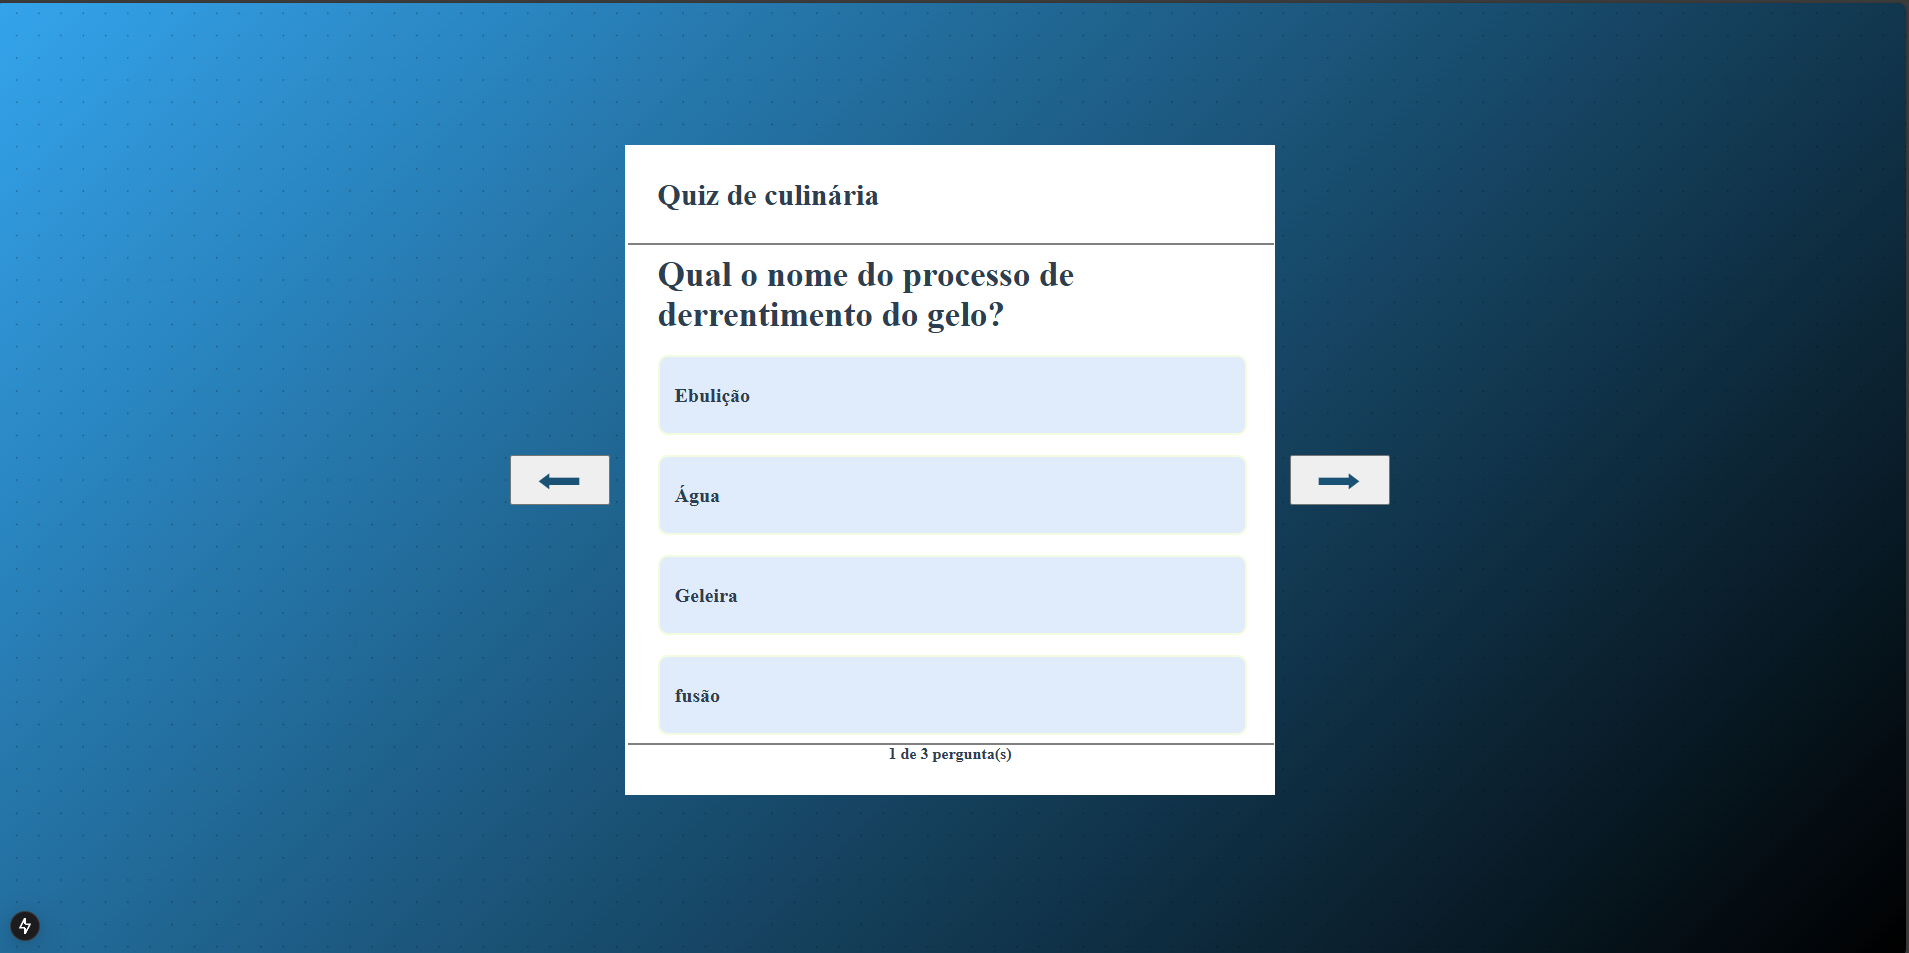 Quiz de culinária
Qual o nome do processo de
derrentimento do gelo?
Ebulição
Água
Geleira
fusão
1 de 3 pergunta(s)